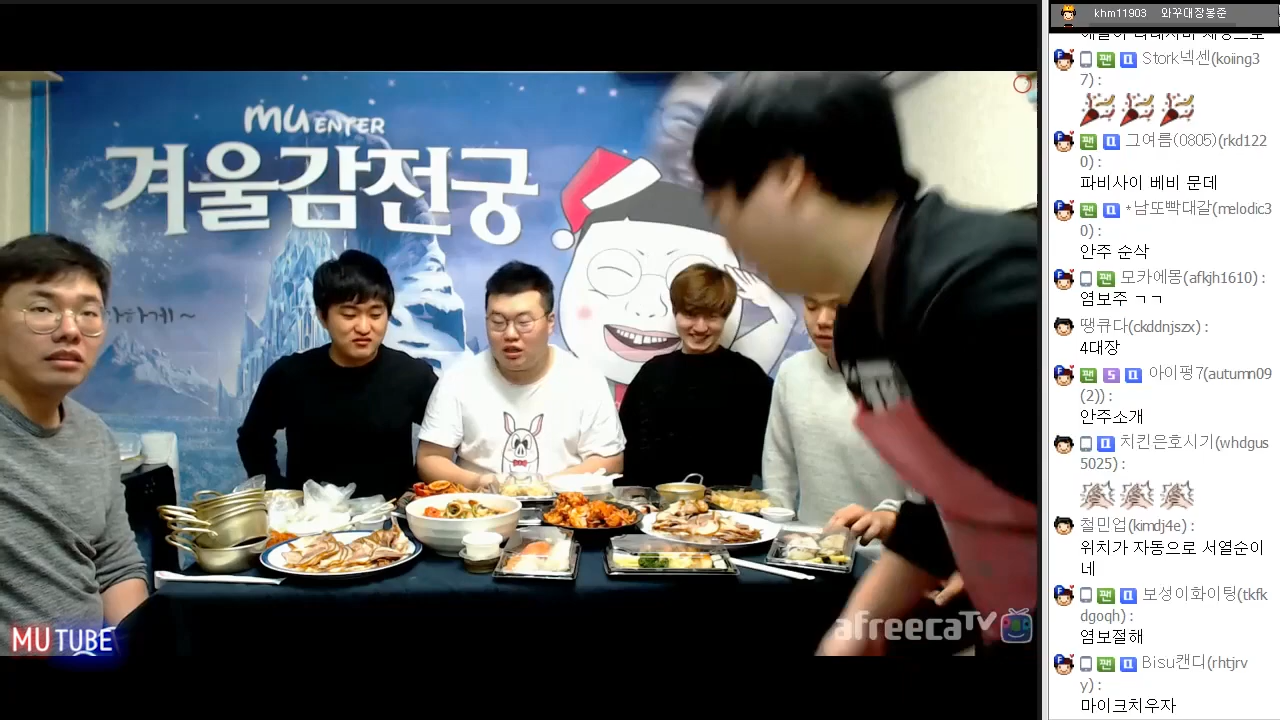 MU ENTER
겨울감전궁
하게~
MUTUBE
afreecaTV
khm11903 와꾸대장봉준
Stork넥센(koiing3
7) :
그여름(0805)(rkd122
0) :
파비사이 베비 문데
*남또빡대갈(melodic3
0) :
안주 순삭
모카에몽(afkjh1610) :
염보주 ㄱㄱ
땡큐다(ckddnjszx) :
4대장
아이펑7(autumn09
(2)) :
안주소개
치킨은호시기(whdgus
5025) :
철민업(kimdj4e) :
위치가 자동으로 서열순이
네
보성이화이팅(tkfk
dgoqh) :
염보절해
Bisu캔디(rhtjrv
y) :
마이크치우자